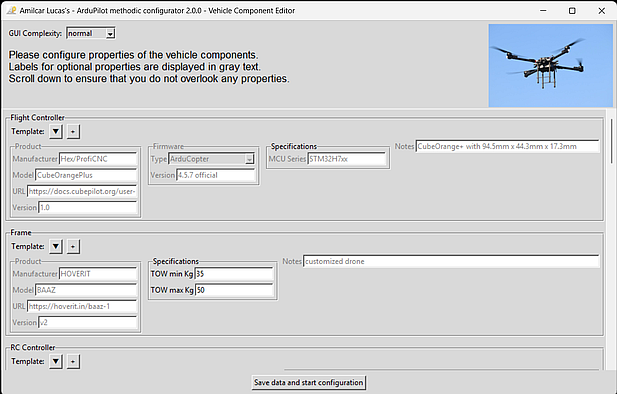 Amilcar Lucas's - ArduPilot methodic configurator 2.0.0 - Vehicle Component Editor
GUI Complexity: normal
Please configure properties of the vehicle components.
Labels for optional properties are displayed in gray text.
Scroll down to ensure that you do not overlook any properties.
Flight Controller
Template: ▼ +
Product
Manufacturer Hex/ProfiCNC
Model CubeOrangePlus
URL https://docs.cubepilot.org/user-
Version 1.0
Firmware
Type ArduCopter
Version 4.5.7 official
Specifications
MCU Series STM32H7xx
Notes CubeOrange+ with 94.5mm x 44.3mm x 17.3mm
Frame
Template: ▼ +
Product
Manufacturer HOVERIT
Model BAAZ
URL https://hoverit.in/baaz-1
Version v2
Specifications
TOW min Kg 35
TOW max Kg 50
Notes customized drone
RC Controller
Template: ▼ +
Save data and start configuration